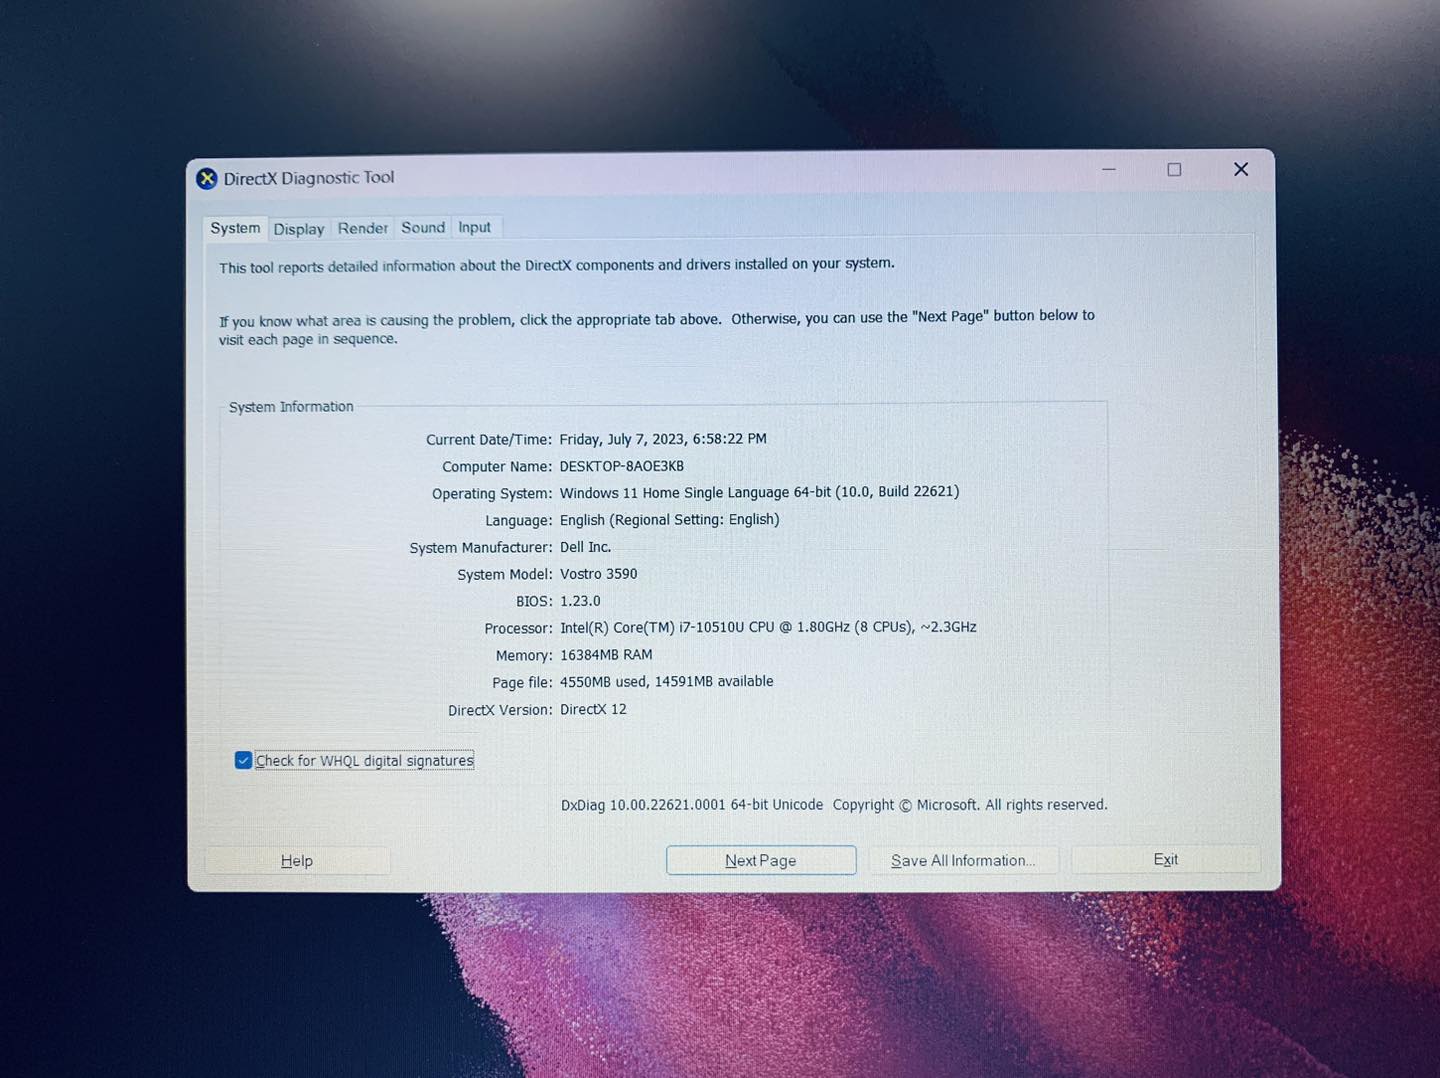 DirectX Diagnostic Tool
System Display Render Sound Input
This tool reports detailed information about the DirectX components and drivers installed on your system.
If you know what area is causing the problem, click the appropriate tab above. Otherwise, you can use the "Next Page" button below to
visit each page in sequence.
System Information
Current Date/Time: Friday, July 7, 2023, 6:58:22 PM
Computer Name: DESKTOP-8AOE3KB
Operating System: Windows 11 Home Single Language 64-bit (10.0, Build 22621)
Language: English (Regional Setting: English)
System Manufacturer: Dell Inc.
System Model: Vostro 3590
BIOS: 1.23.0
Processor: Intel(R) Core(TM) i7-10510U CPU @ 1.80GHz (8 CPUs), ~2.3GHz
Memory: 16384MB RAM
Page file: 4550MB used, 14591MB available
DirectX Version: DirectX 12
Check for WHQL digital signatures
DxDiag 10.00.22621.0001 64-bit Unicode Copyright © Microsoft. All rights reserved.
Help Next Page Save All Information... Exit